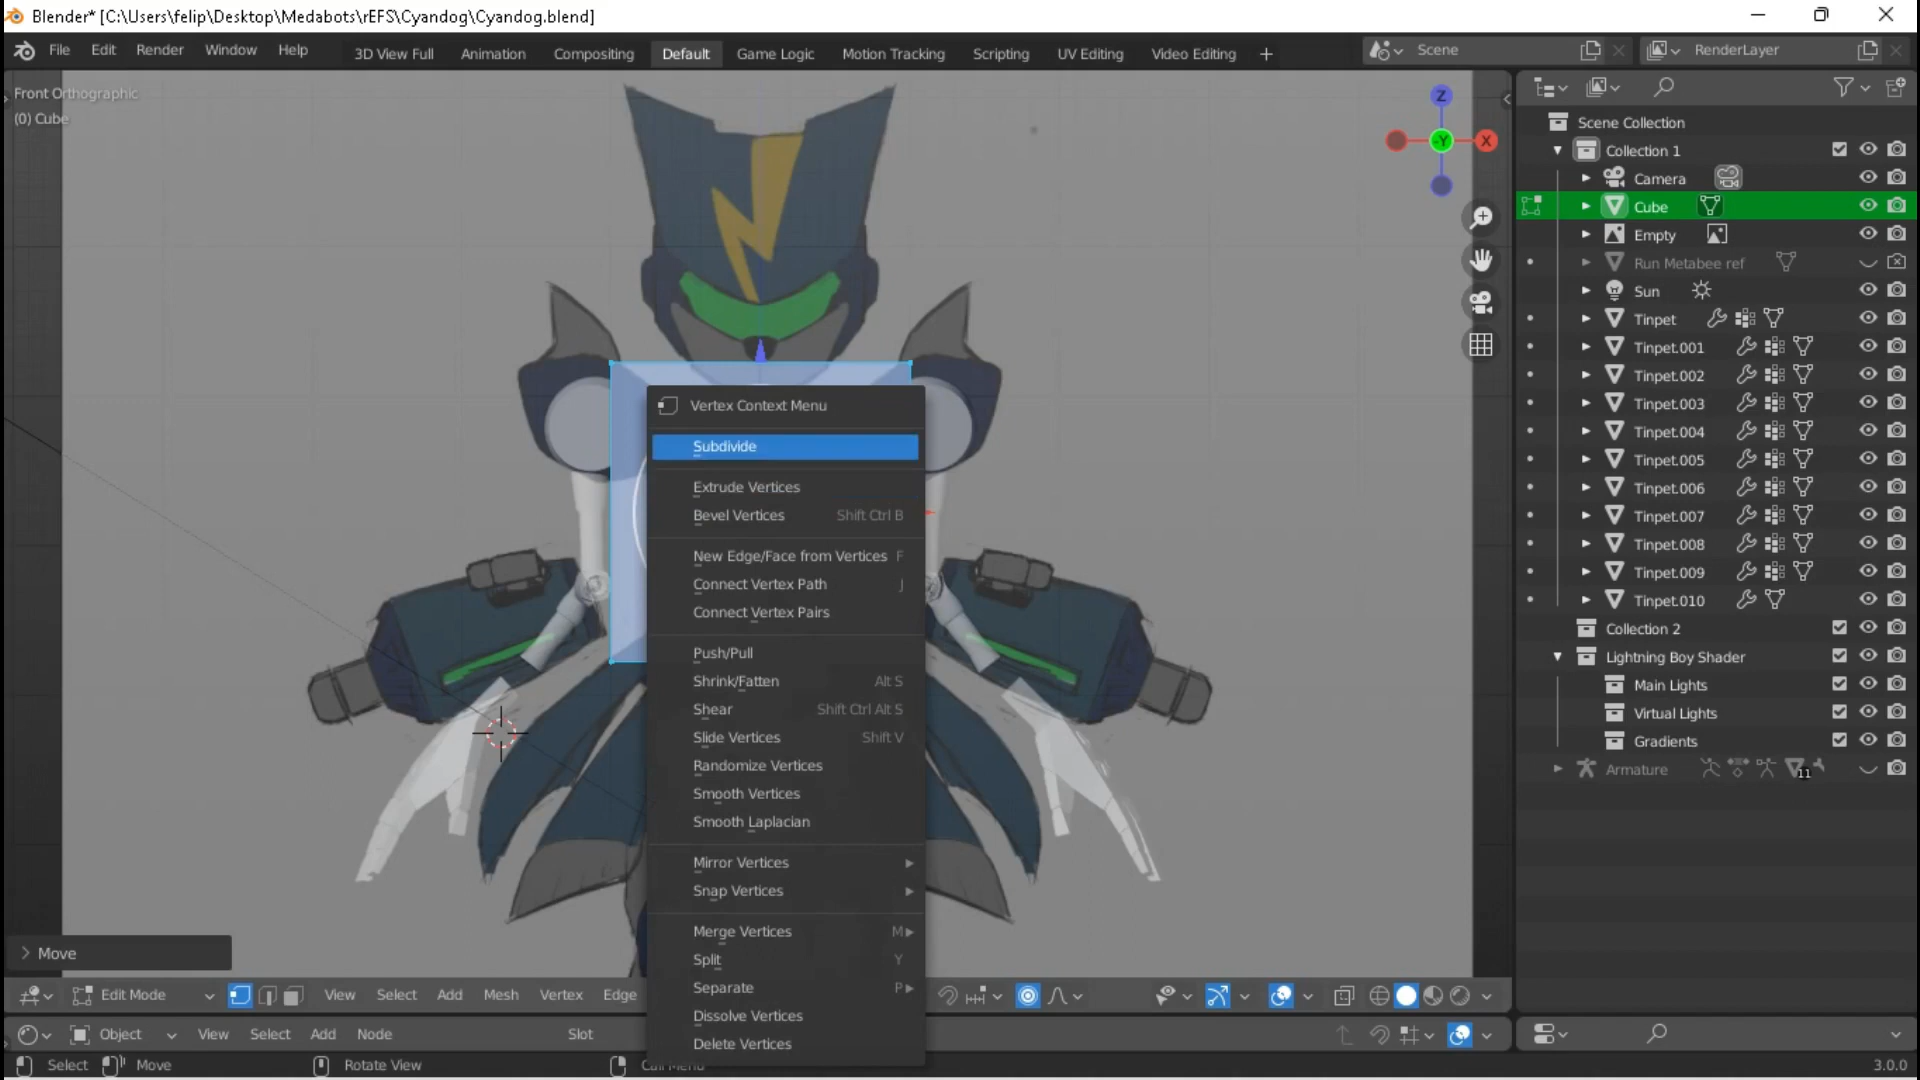 Blender* [C:\Users\felip\Desktop\Medabots\rEFS\Cyandog\Cyandog.blend]
File Edit Render Window Help
3D View Full Animation Compositing Default Game Logic Motion Tracking Scripting UV Editing Video Editing +
Scene
RenderLayer
Front Orthographic
(0) Cube
Z
Y
X
Scene Collection
Collection 1
Camera
Cube
Empty
Run Metabee ref
Sun
Tinpet
Tinpet.001
Tinpet.002
Tinpet.003
Tinpet.004
Tinpet.005
Tinpet.006
Tinpet.007
Tinpet.008
Tinpet.009
Tinpet.010
Collection 2
Lightning Boy Shader
Main Lights
Virtual Lights
Gradients
Armature
11
Vertex Context Menu
Subdivide
Extrude Vertices
Bevel Vertices Shift Ctrl B
New Edge/Face from Vertices F
Connect Vertex Path J
Connect Vertex Pairs
Push/Pull
Shrink/Fatten Alt S
Shear Shift Ctrl Alt S
Slide Vertices Shift V
Randomize Vertices
Smooth Vertices
Smooth Laplacian
Mirror Vertices
Snap Vertices
Merge Vertices M
Split Y
Separate P
Dissolve Vertices
Delete Vertices
Move
Edit Mode View Select Add Mesh Vertex Edge
Object View Select Add Node Slot
Select Move Rotate View Call Menu
3.0.0